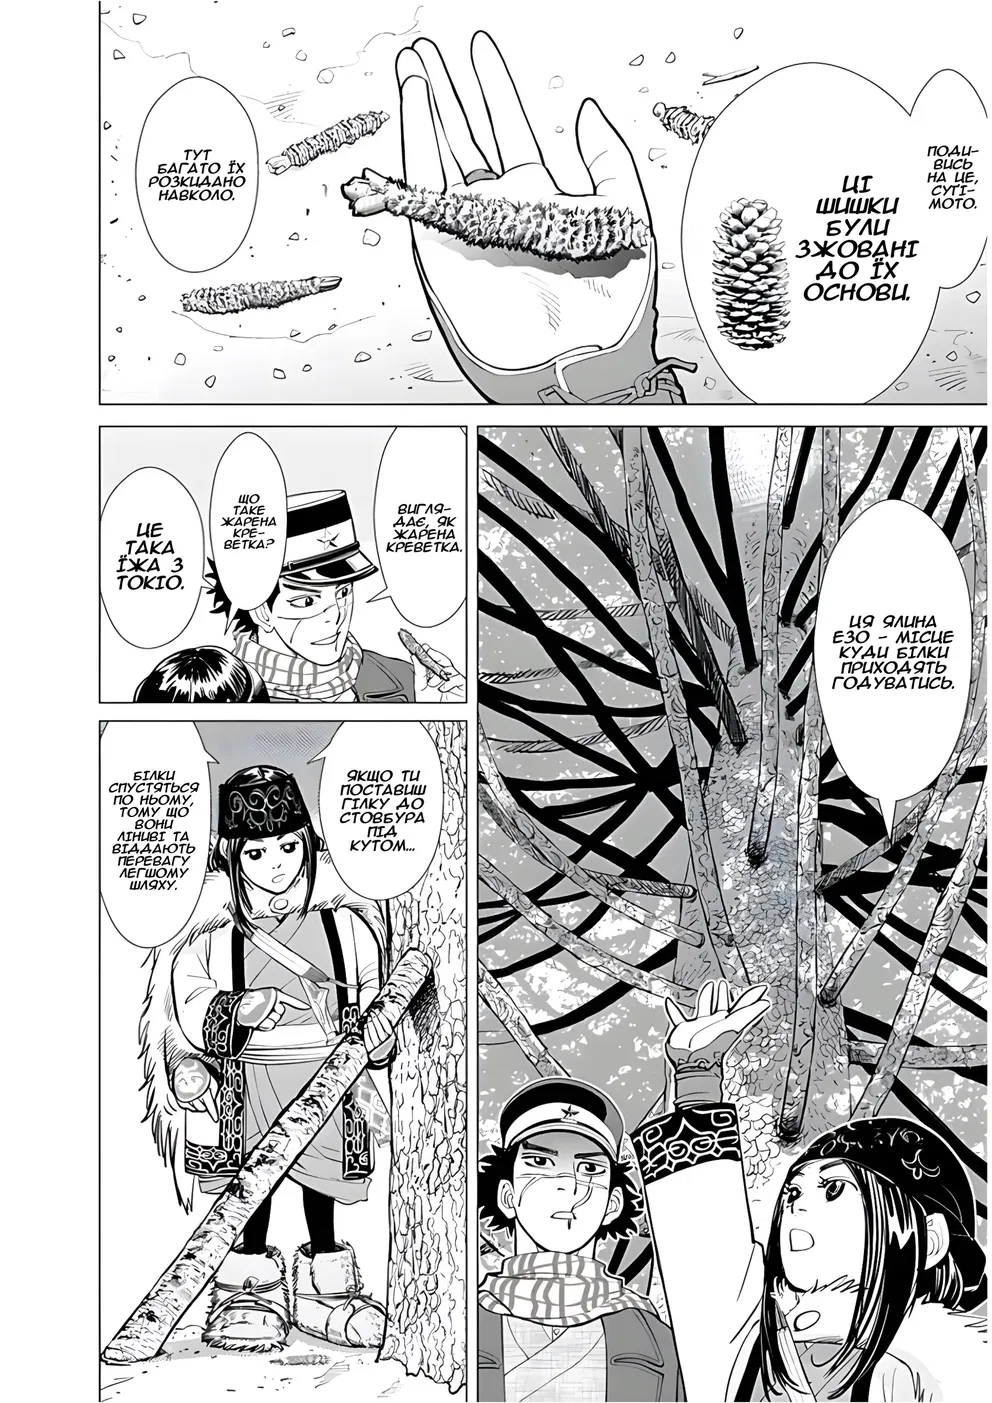 ПОДИ-
ВИСЬ
НА ЦЕ,
СУГІ-
МОТО.
ЦІ
ШИШКИ
БУЛИ
ЗЖОВАНІ
ДО ЇХ
ОСНОВИ.
ТУТ
БАГАТО ЇХ
РОЗКИДАНО
НАВКОЛО.
ЦЯ ЯЛИНА
ЕЗО - МІСЦЕ
КУДИ БІЛКИ
ПРИХОДЯТЬ
ГОДУВАТИСЬ.
ВИГЛЯ-
ДАЄ, ЯК
ЖАРЕНА
КРЕВЕТКА.
ЩО
ТАКЕ
ЖАРЕНА
КРЕ-
ВЕТКА?
ЦЕ
ТАКА
ЇЖА З
ТОКІО.
ЯКЩО ТИ
ПОСТАВИШ
ГІЛКУ ДО
СТОВБУРА
ПІД
КУТОМ...
БІЛКИ
СПУСТЯТЬСЯ
ПО НЬОМУ,
ТОМУ ЩО
ВОНИ
ЛІНИВІ ТА
ВІДДАЮТЬ
ПЕРЕВАГУ
ЛЕГШОМУ
ШЛЯХУ.